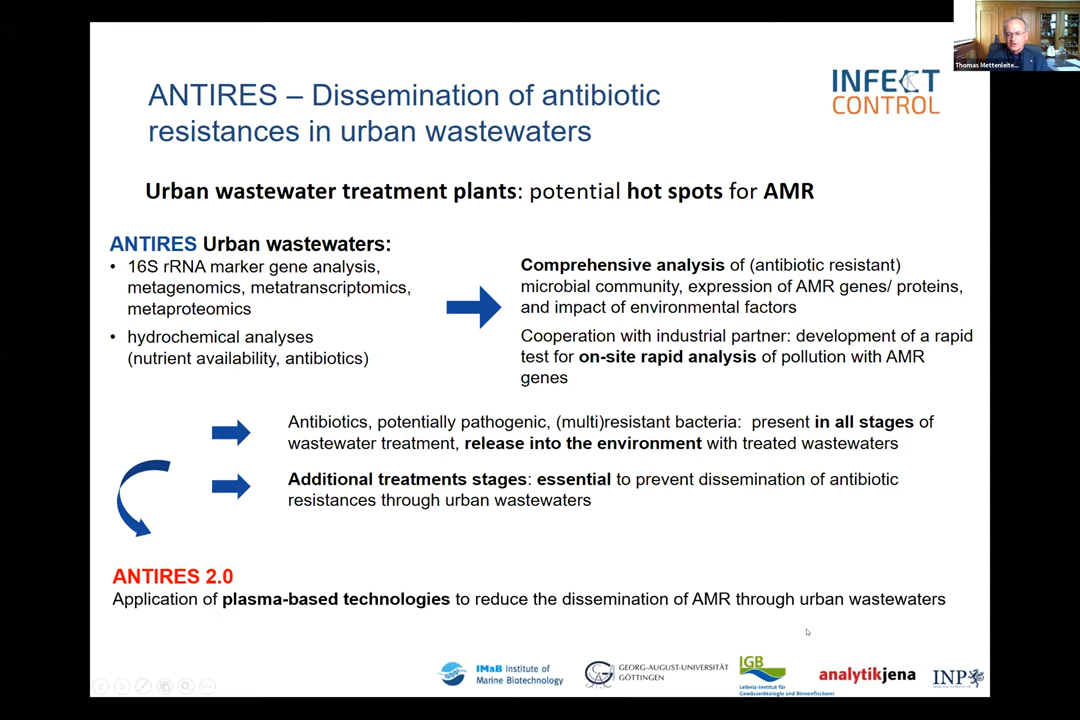 Thomas Mettenleite...
INFECT
CONTROL
ANTIRES – Dissemination of antibiotic
resistances in urban wastewaters
Urban wastewater treatment plants: potential hot spots for AMR
ANTIRES Urban wastewaters:
• 16S rRNA marker gene analysis,
metagenomics, metatranscriptomics,
metaproteomics
• hydrochemical analyses
(nutrient availability, antibiotics)
Comprehensive analysis of (antibiotic resistant)
microbial community, expression of AMR genes/ proteins,
and impact of environmental factors
Cooperation with industrial partner: development of a rapid
test for on-site rapid analysis of pollution with AMR
genes
Antibiotics, potentially pathogenic, (multi)resistant bacteria: present in all stages of
wastewater treatment, release into the environment with treated wastewaters
Additional treatments stages: essential to prevent dissemination of antibiotic
resistances through urban wastewaters
ANTIRES 2.0
Application of plasma-based technologies to reduce the dissemination of AMR through urban wastewaters
IMaB Institute of
Marine Biotechnology
GEORG-AUGUST-UNIVERSITÄT
GÖTTINGEN
IGB
Leibniz-Institut für
Gewässerökologie und Binnenfischerei
analytikjena
INP